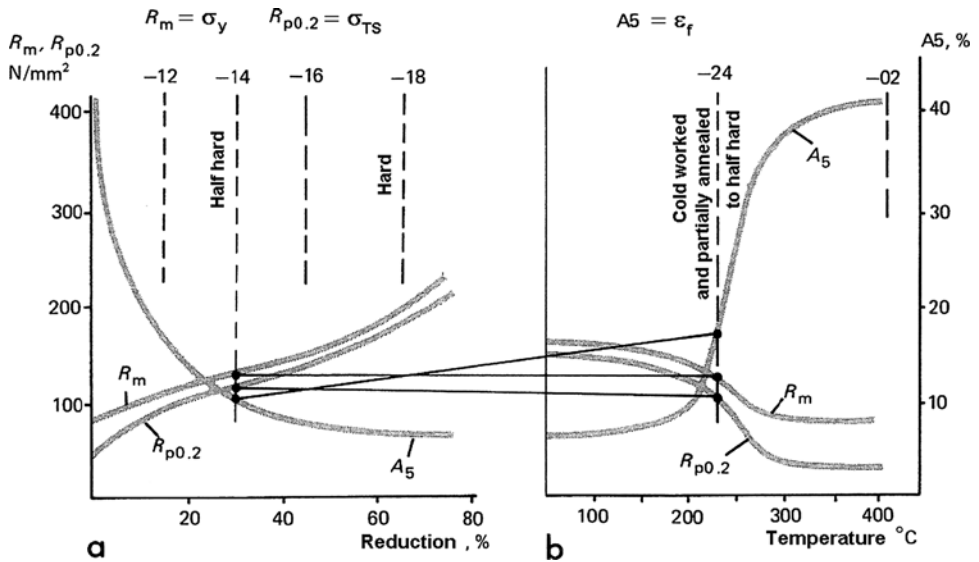 Rm = σy Rp0.2 = σTS A5 = εf
Rm, Rp0.2
N/mm²
A5, %
–12 –14 –16 –18 –24 –02
400
300
200
100
Half hard
Hard
Rm
Rp0.2
A5
20 40 60 80
a Reduction , %
Cold worked
and partially annealed
to half hard
A5
Rm
Rp0.2
40
30
20
10
100 200 300 400 °C
b Temperature